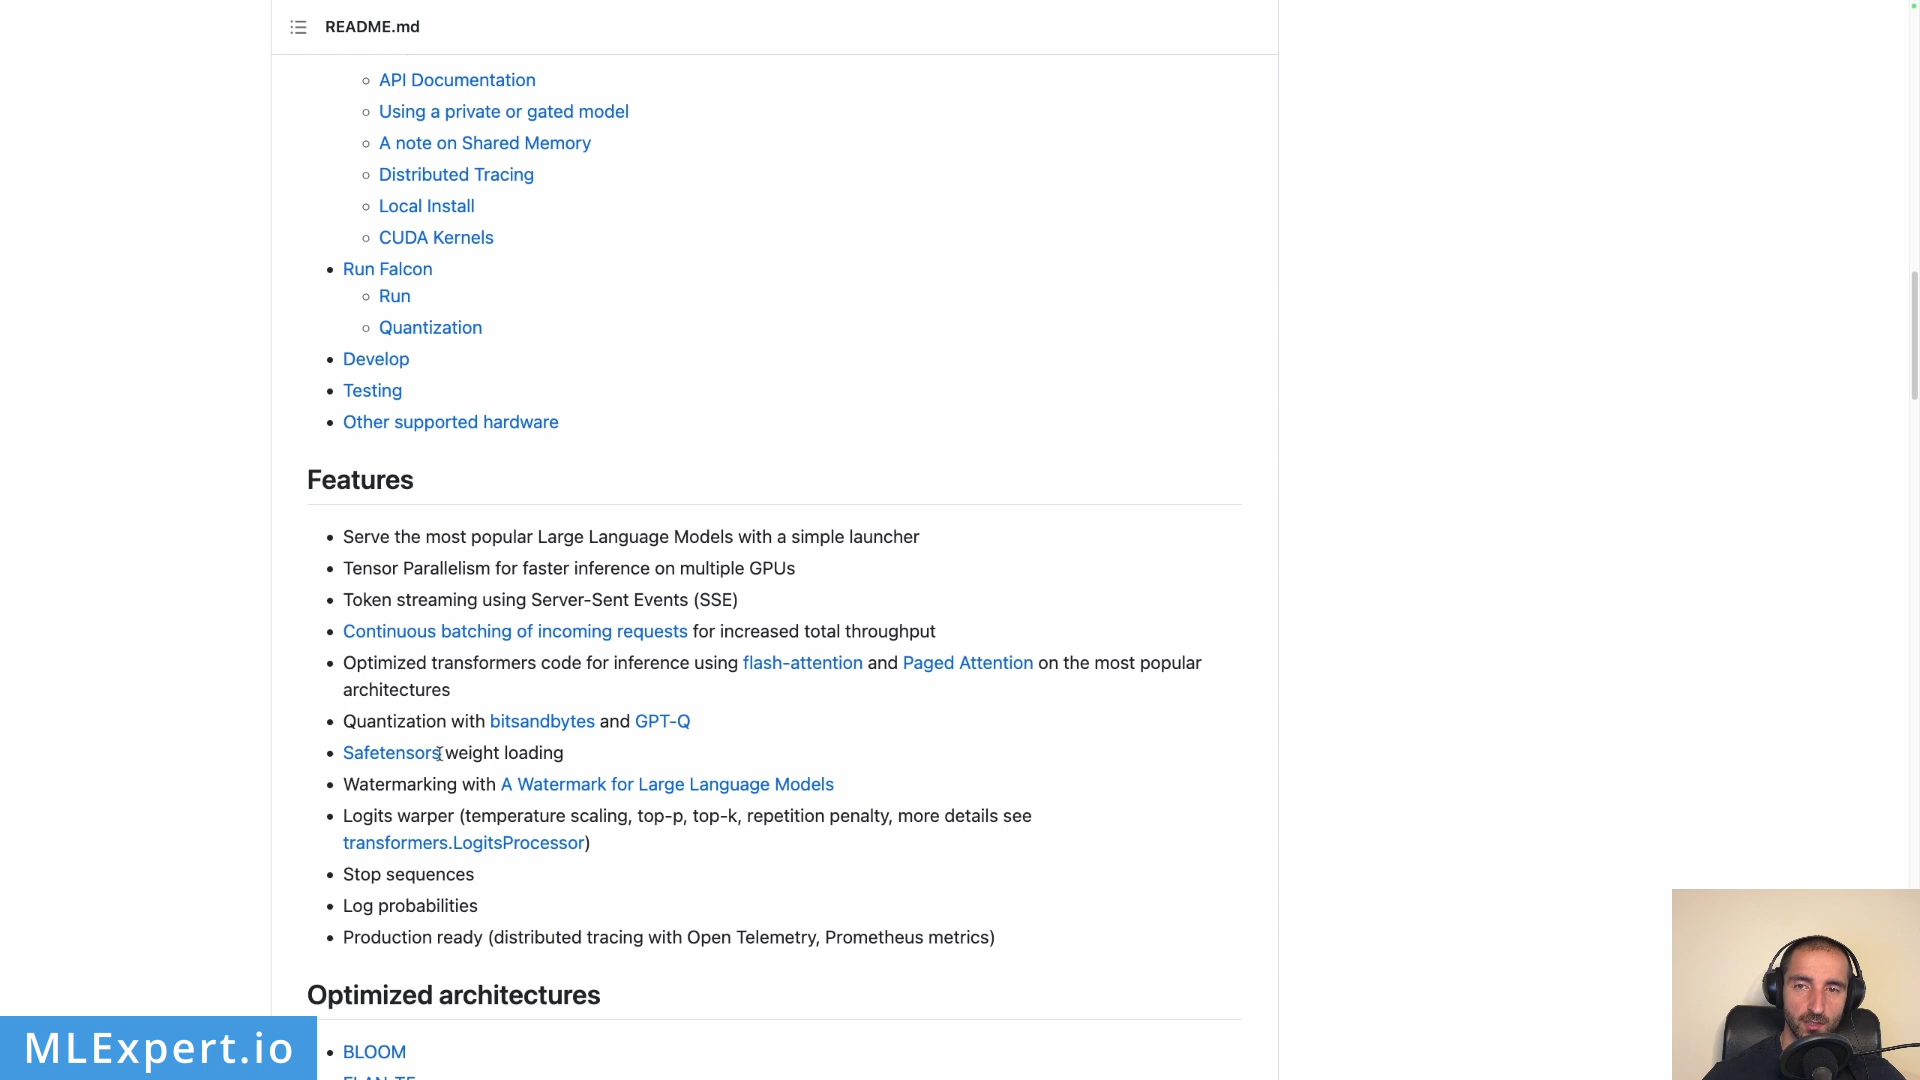 README.md
API Documentation
Using a private or gated model
A note on Shared Memory
Distributed Tracing
Local Install
CUDA Kernels
Run Falcon
Run
Quantization
Develop
Testing
Other supported hardware
Features
Serve the most popular Large Language Models with a simple launcher
Tensor Parallelism for faster inference on multiple GPUs
Token streaming using Server-Sent Events (SSE)
Continuous batching of incoming requests for increased total throughput
Optimized transformers code for inference using flash-attention and Paged Attention on the most popular
architectures
Quantization with bitsandbytes and GPT-Q
Safetensors weight loading
Watermarking with A Watermark for Large Language Models
Logits warper (temperature scaling, top-p, top-k, repetition penalty, more details see
transformers.LogitsProcessor)
Stop sequences
Log probabilities
Production ready (distributed tracing with Open Telemetry, Prometheus metrics)
Optimized architectures
BLOOM
MLExpert.io